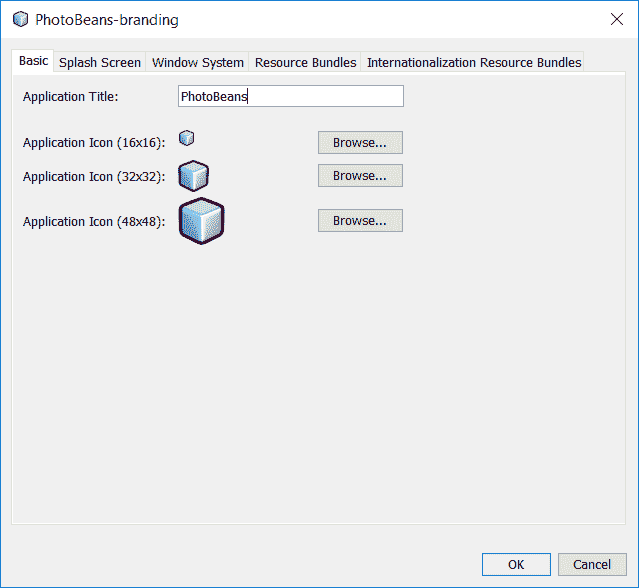 PhotoBeans-branding
Basic Splash Screen Window System Resource Bundles Internationalization Resource Bundles
Application Title: PhotoBeans
Application Icon (16x16): Browse...
Application Icon (32x32): Browse...
Application Icon (48x48): Browse...
OK Cancel